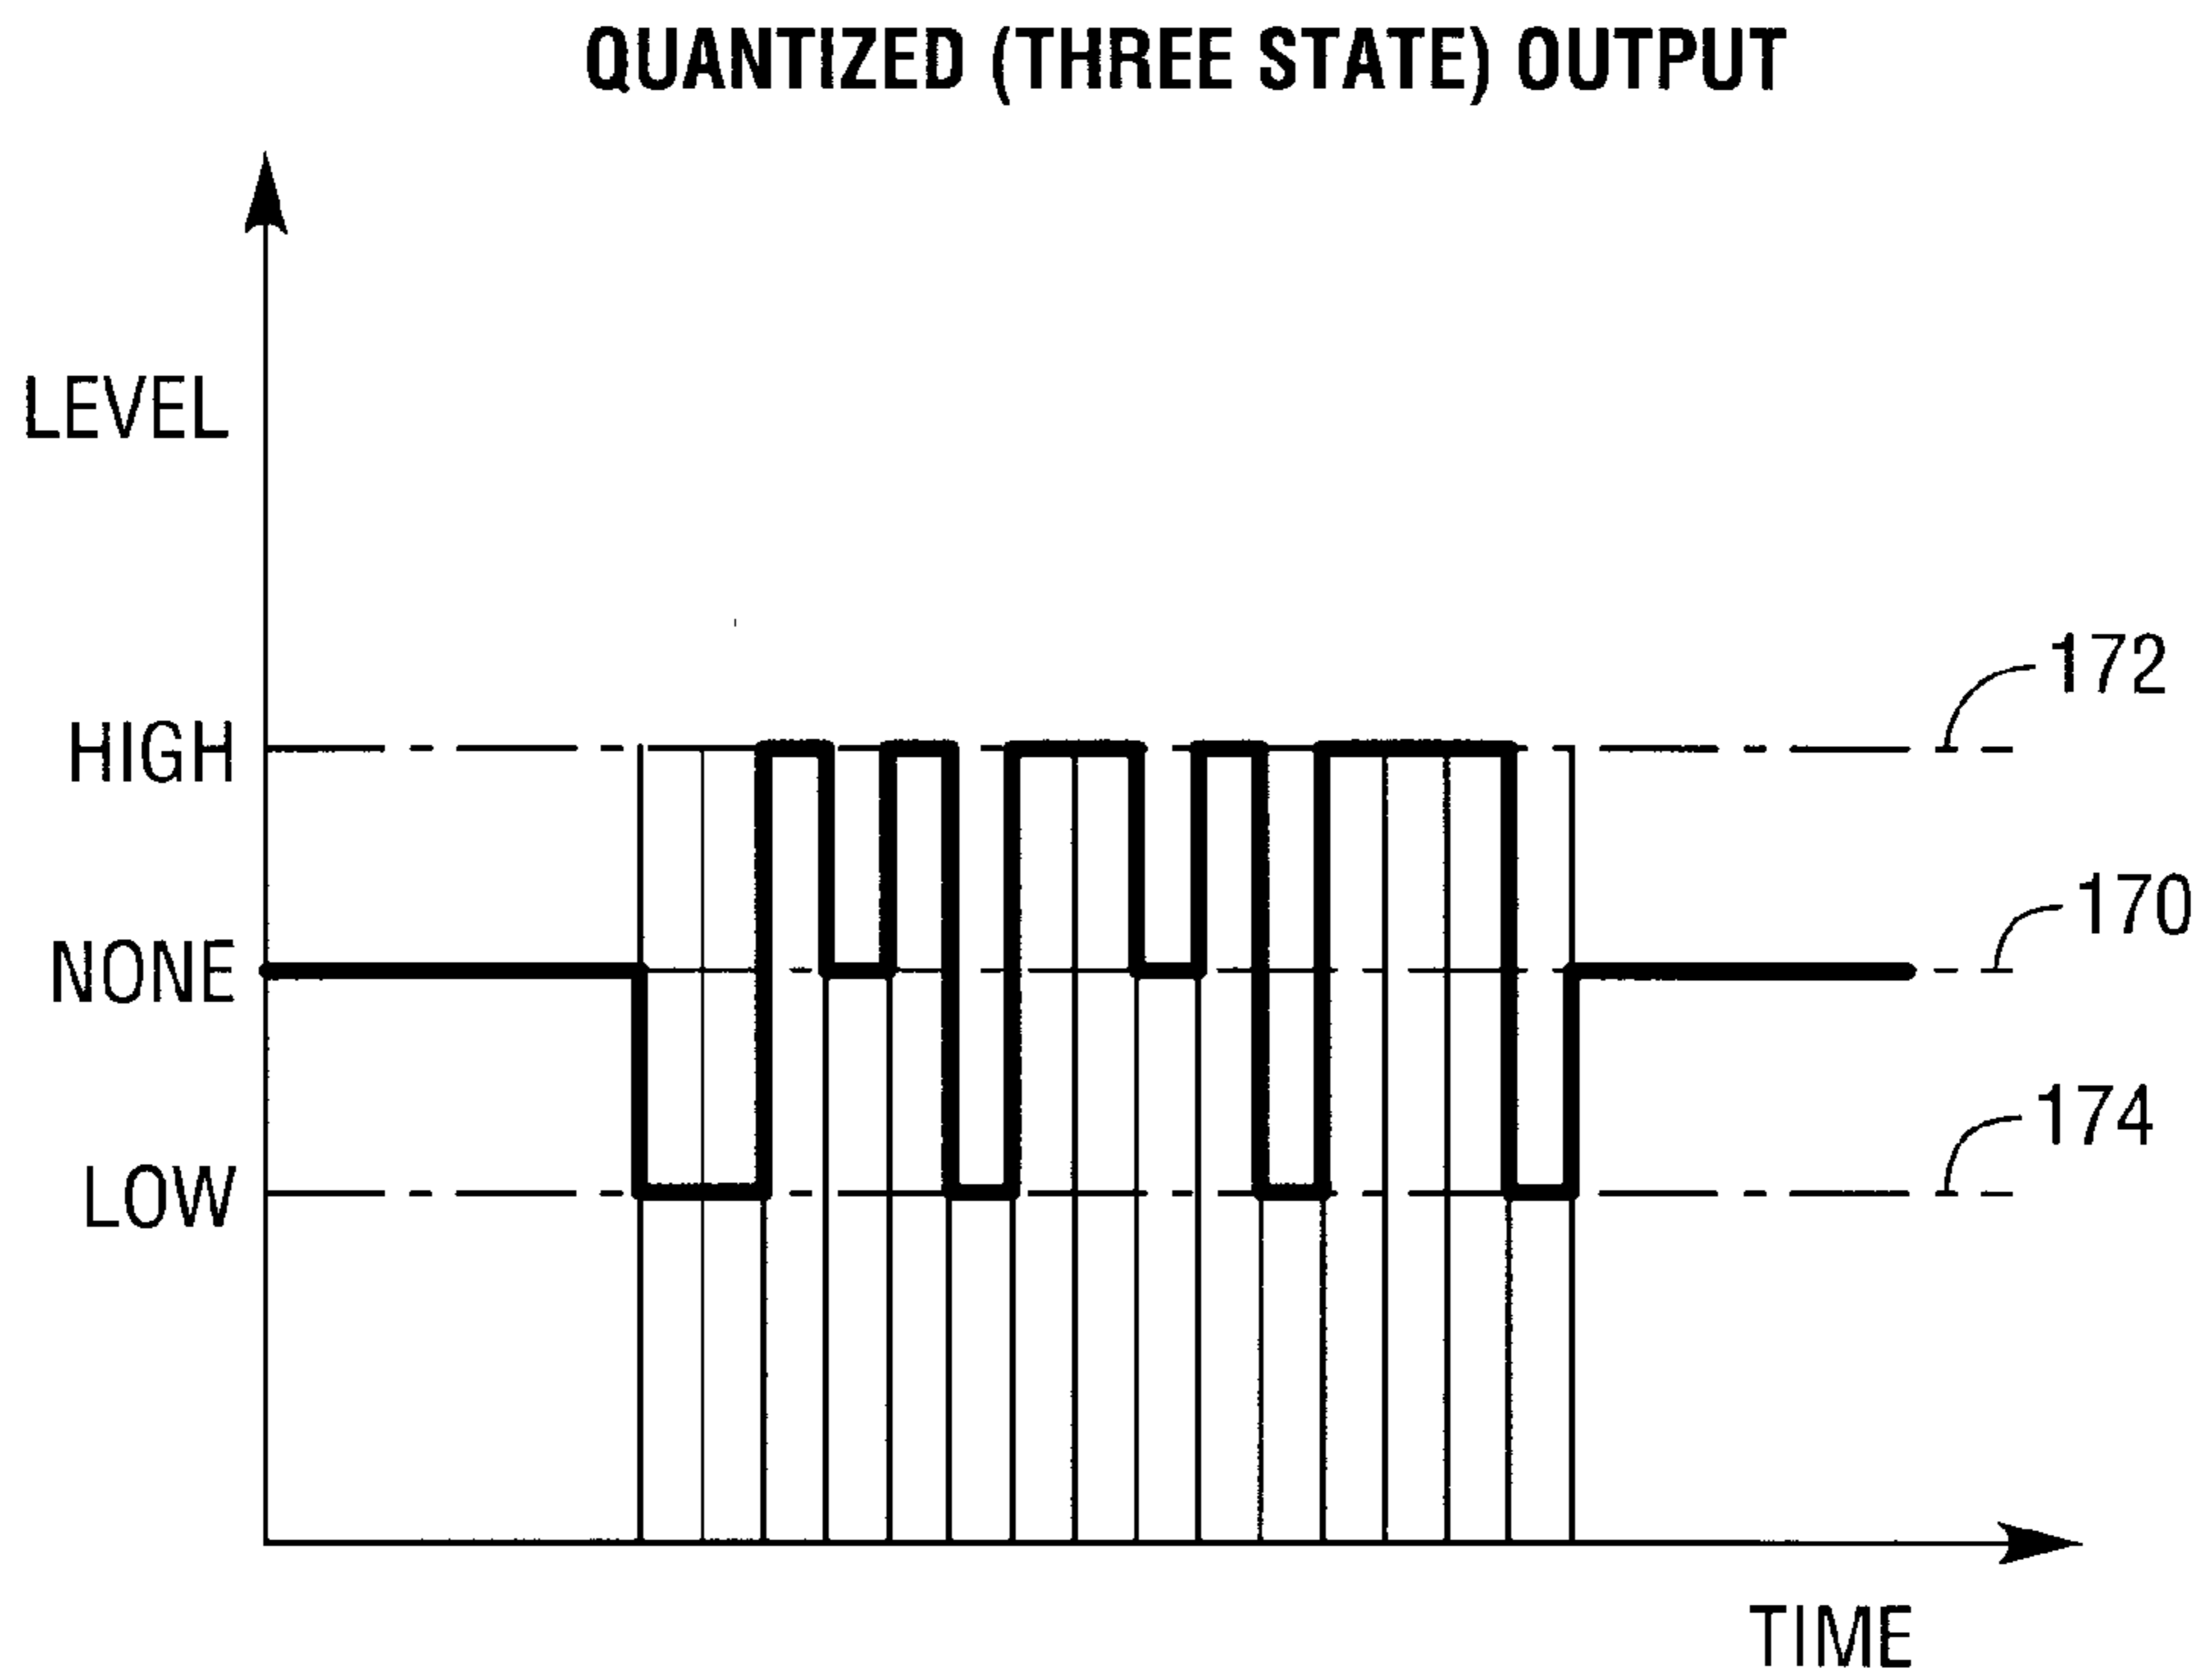 QUANTIZED (THREE STATE) OUTPUT
LEVEL
172
HIGH
170
NONE
174
LOW
TIME